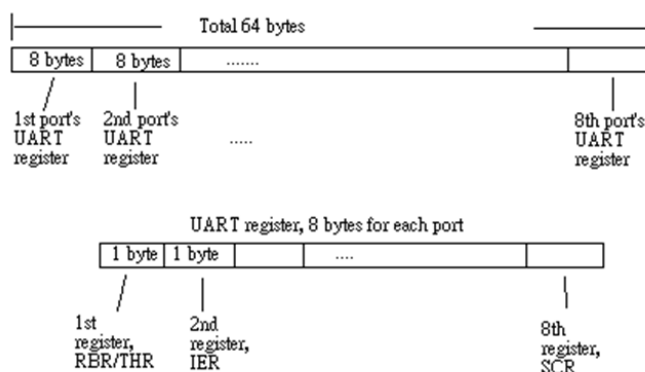 Total 64 bytes
8 bytes 8 bytes .......
1st port's 2nd port's 8th port's
UART UART ..... UART
register register register
UART register, 8 bytes for each port
1 byte 1 byte ....
1st 2nd 8th
register, register, register,
RBR/THR IER SCR